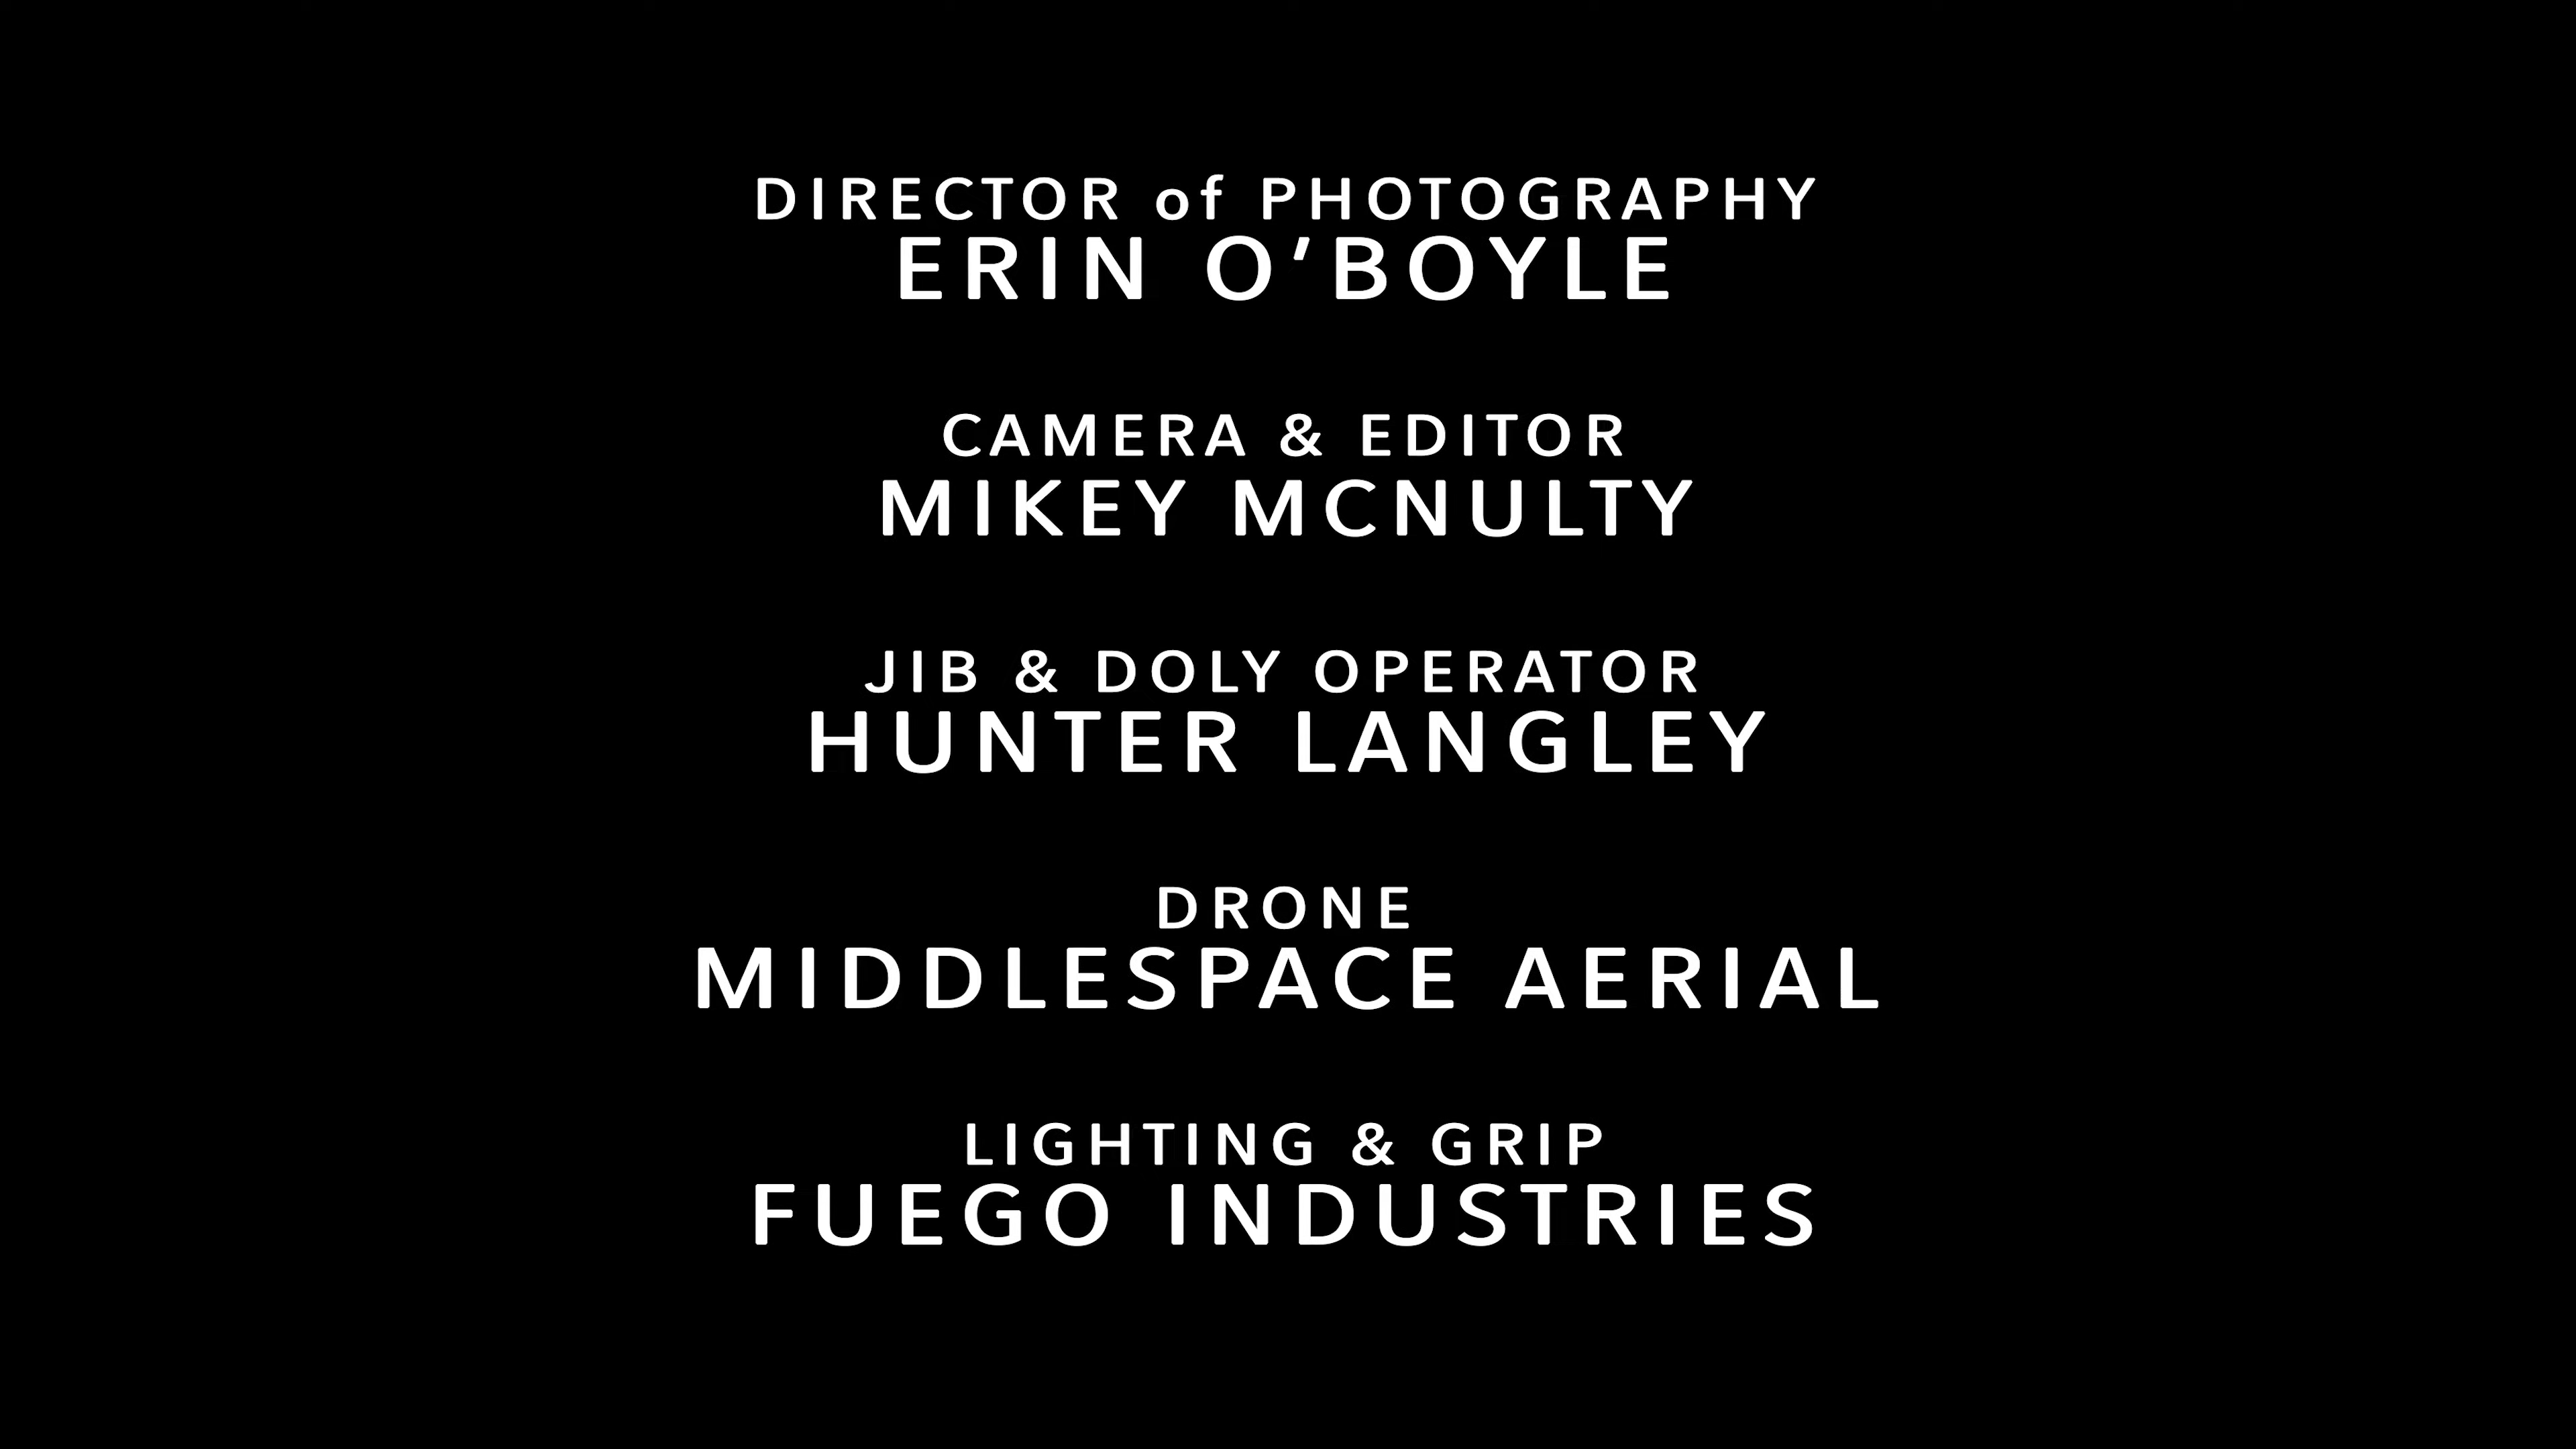 DIRECTOR of PHOTOGRAPHY
ERIN O'BOYLE
CAMERA & EDITOR
MIKEY MCNULTY
JIB & DOLY OPERATOR
HUNTER LANGLEY
DRONE
MIDDLESPACE AERIAL
LIGHTING & GRIP
FUEGO INDUSTRIES